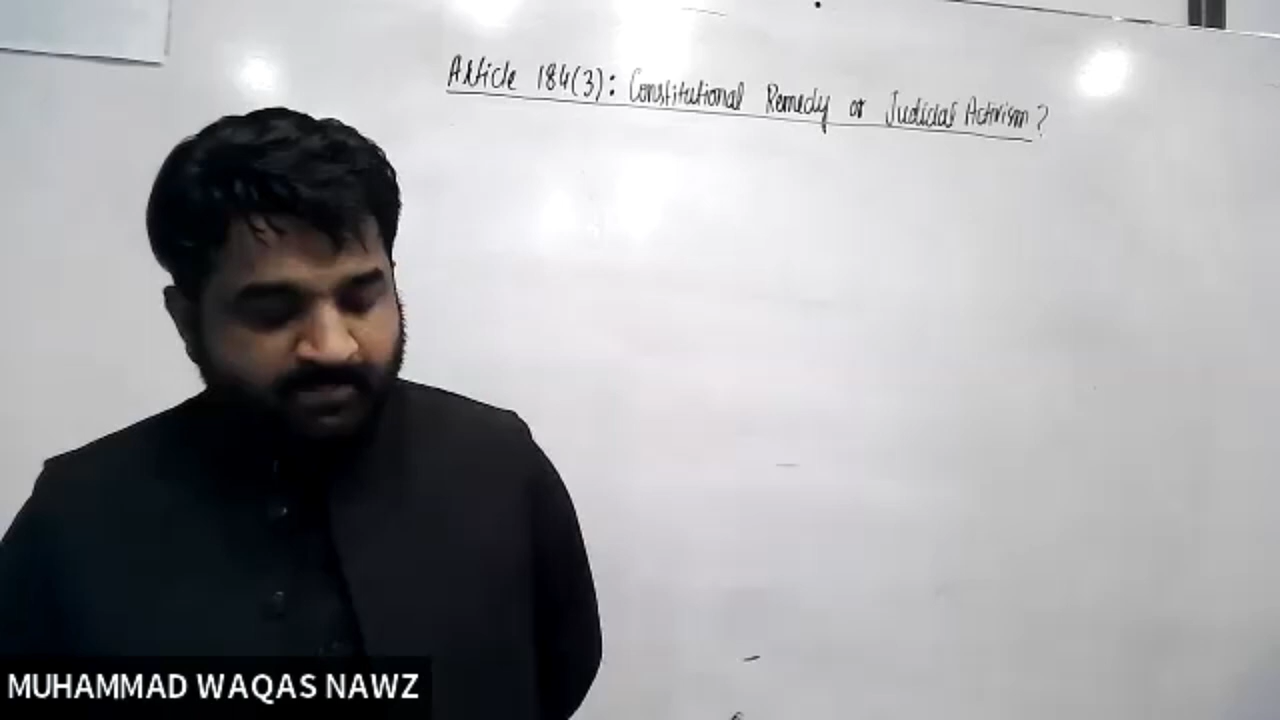 Article 184(3): Constitutional Remedy or Judicial Activism?
MUHAMMAD WAQAS NAWZ